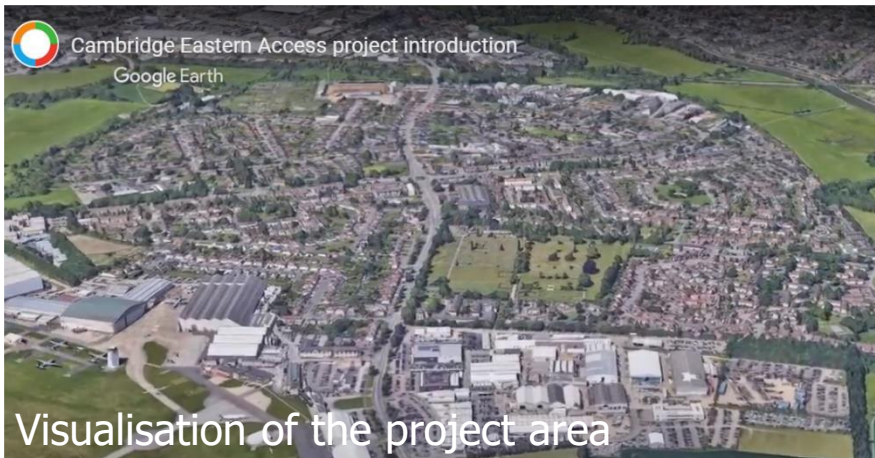 Cambridge Eastern Access project introduction
Google Earth
Visualisation of the project area